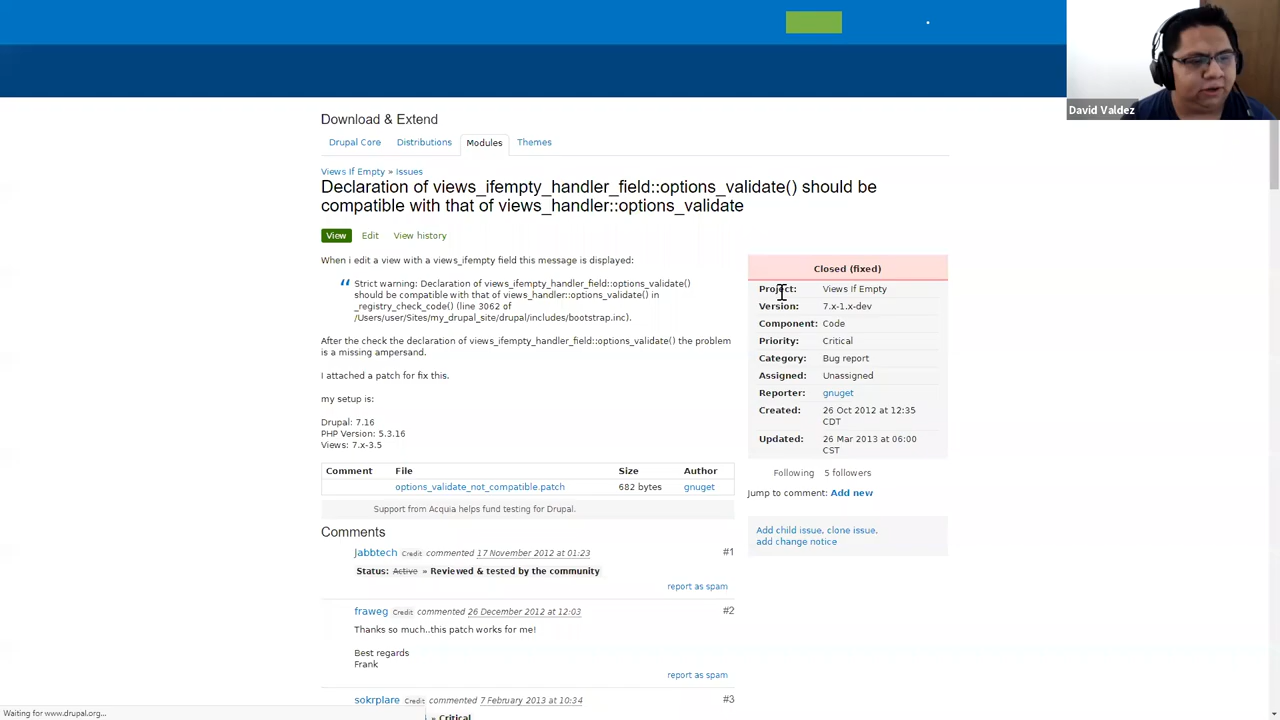 David Valdez
Download & Extend
Drupal Core
Distributions
Modules
Themes
Views If Empty » Issues
Declaration of views_ifempty_handler_field::options_validate() should be
compatible with that of views_handler::options_validate
View
Edit
View history
When i edit a view with a views_ifempty field this message is displayed:
“ Strict warning: Declaration of views_ifempty_handler_field::options_validate()
should be compatible with that of views_handler::options_validate() in
_registry_check_code() (line 3062 of
/Users/user/Sites/my_drupal_site/drupal/includes/bootstrap.inc).
After the check the declaration of views_ifempty_handler_field::options_validate() the problem
is a missing ampersand.
I attached a patch for fix this.
my setup is:
Drupal: 7.16
PHP Version: 5.3.16
Views: 7.x-3.5
Comment File Size Author
options_validate_not_compatible.patch 682 bytes gnuget
Support from Acquia helps fund testing for Drupal.
Comments
Jabbtech Credit commented 17 November 2012 at 01:23 #1
Status: Active » Reviewed & tested by the community
report as spam
fraweg Credit commented 26 December 2012 at 12:03 #2
Thanks so much..this patch works for me!
Best regards
Frank
report as spam
sokrplare Credit commented 7 February 2013 at 10:34 #3
» Critical
Closed (fixed)
Project: Views If Empty
Version: 7.x-1.x-dev
Component: Code
Priority: Critical
Category: Bug report
Assigned: Unassigned
Reporter: gnuget
Created: 26 Oct 2012 at 12:35
CDT
Updated: 26 Mar 2013 at 06:00
CST
Following 5 followers
Jump to comment: Add new
Add child issue, clone issue,
add change notice
Waiting for www.drupal.org...